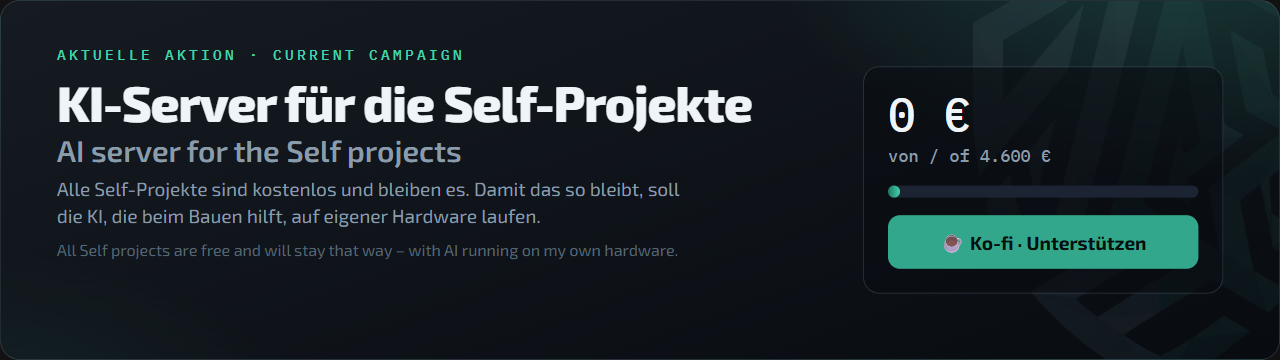 AKTUELLE AKTION · CURRENT CAMPAIGN
KI-Server für die Self-Projekte
AI server for the Self projects
Alle Self-Projekte sind kostenlos und bleiben es. Damit das so bleibt, soll
die KI, die beim Bauen hilft, auf eigener Hardware laufen.
All Self projects are free and will stay that way – with AI running on my own hardware.
0 €
von / of 4.600 €
Ko-fi · Unterstützen